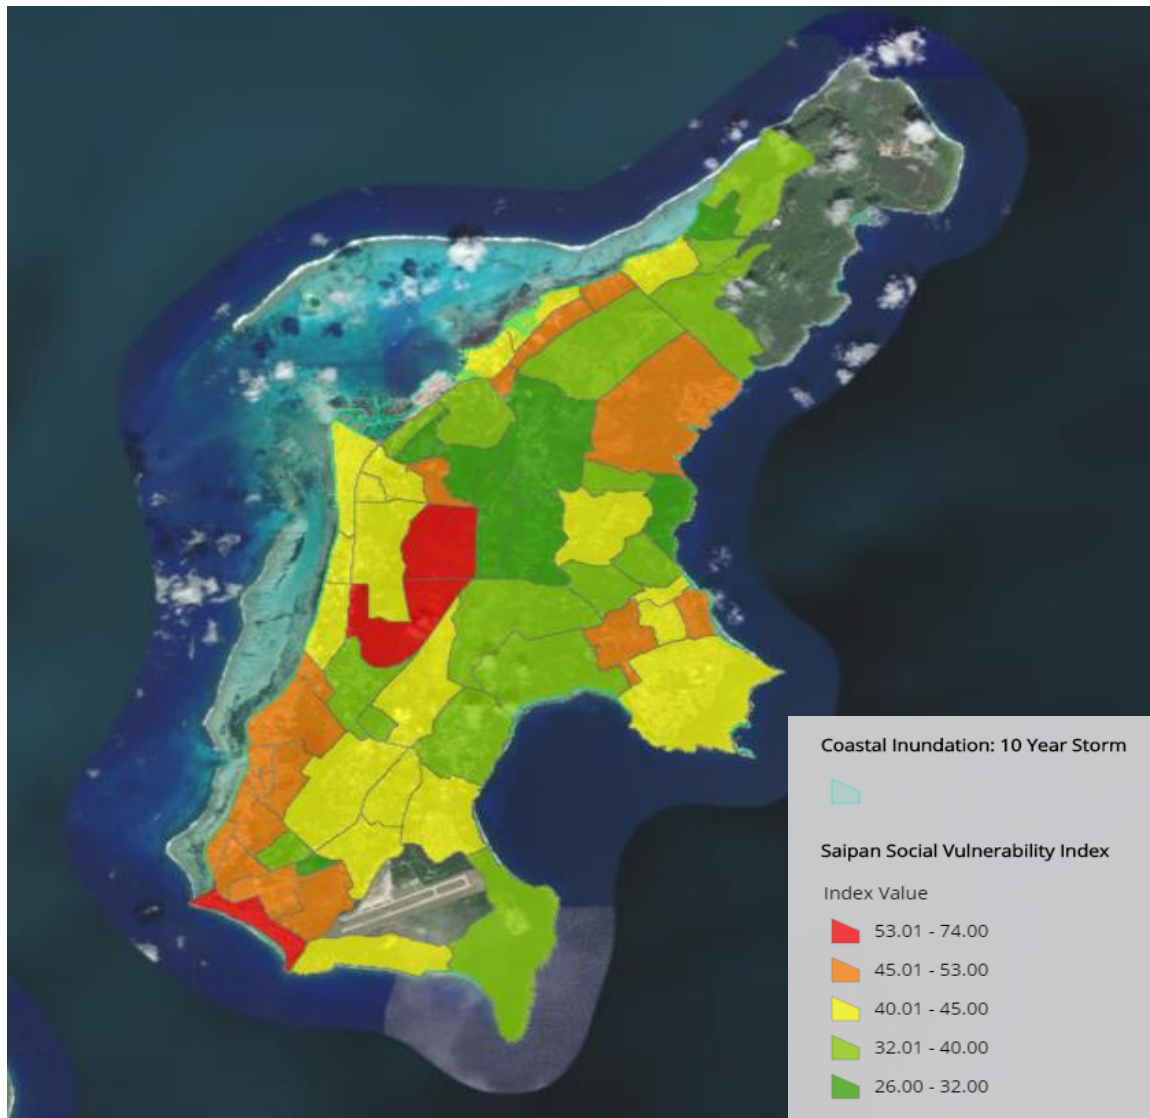 Coastal Inundation: 10 Year Storm
Saipan Social Vulnerability Index
Index Value
53.01 - 74.00
45.01 - 53.00
40.01 - 45.00
32.01 - 40.00
26.00 - 32.00